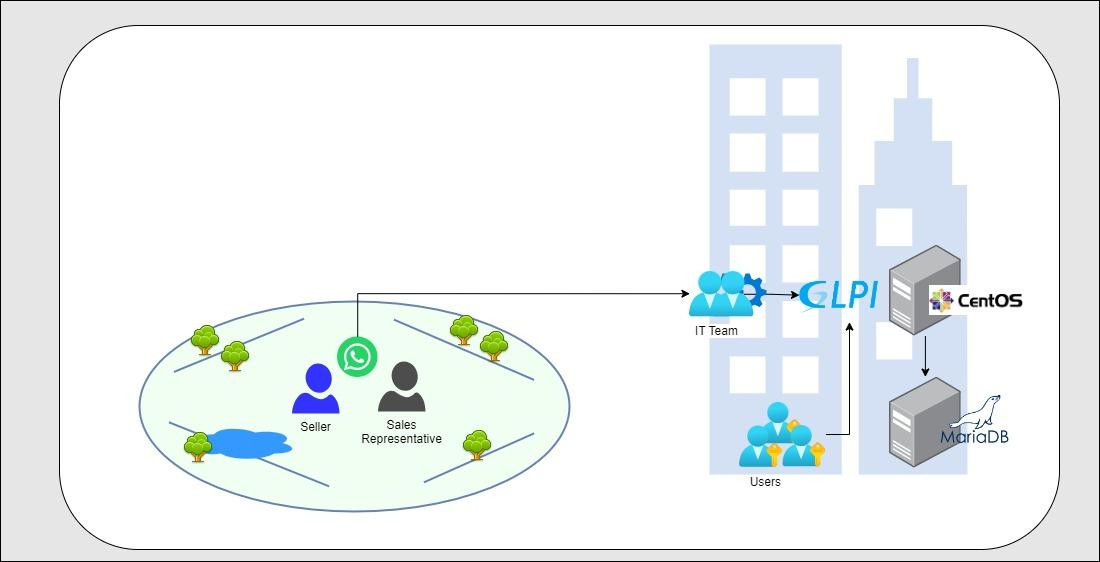 GLPI
CentOS
IT Team
Seller
Sales
Representative
MariaDB
Users